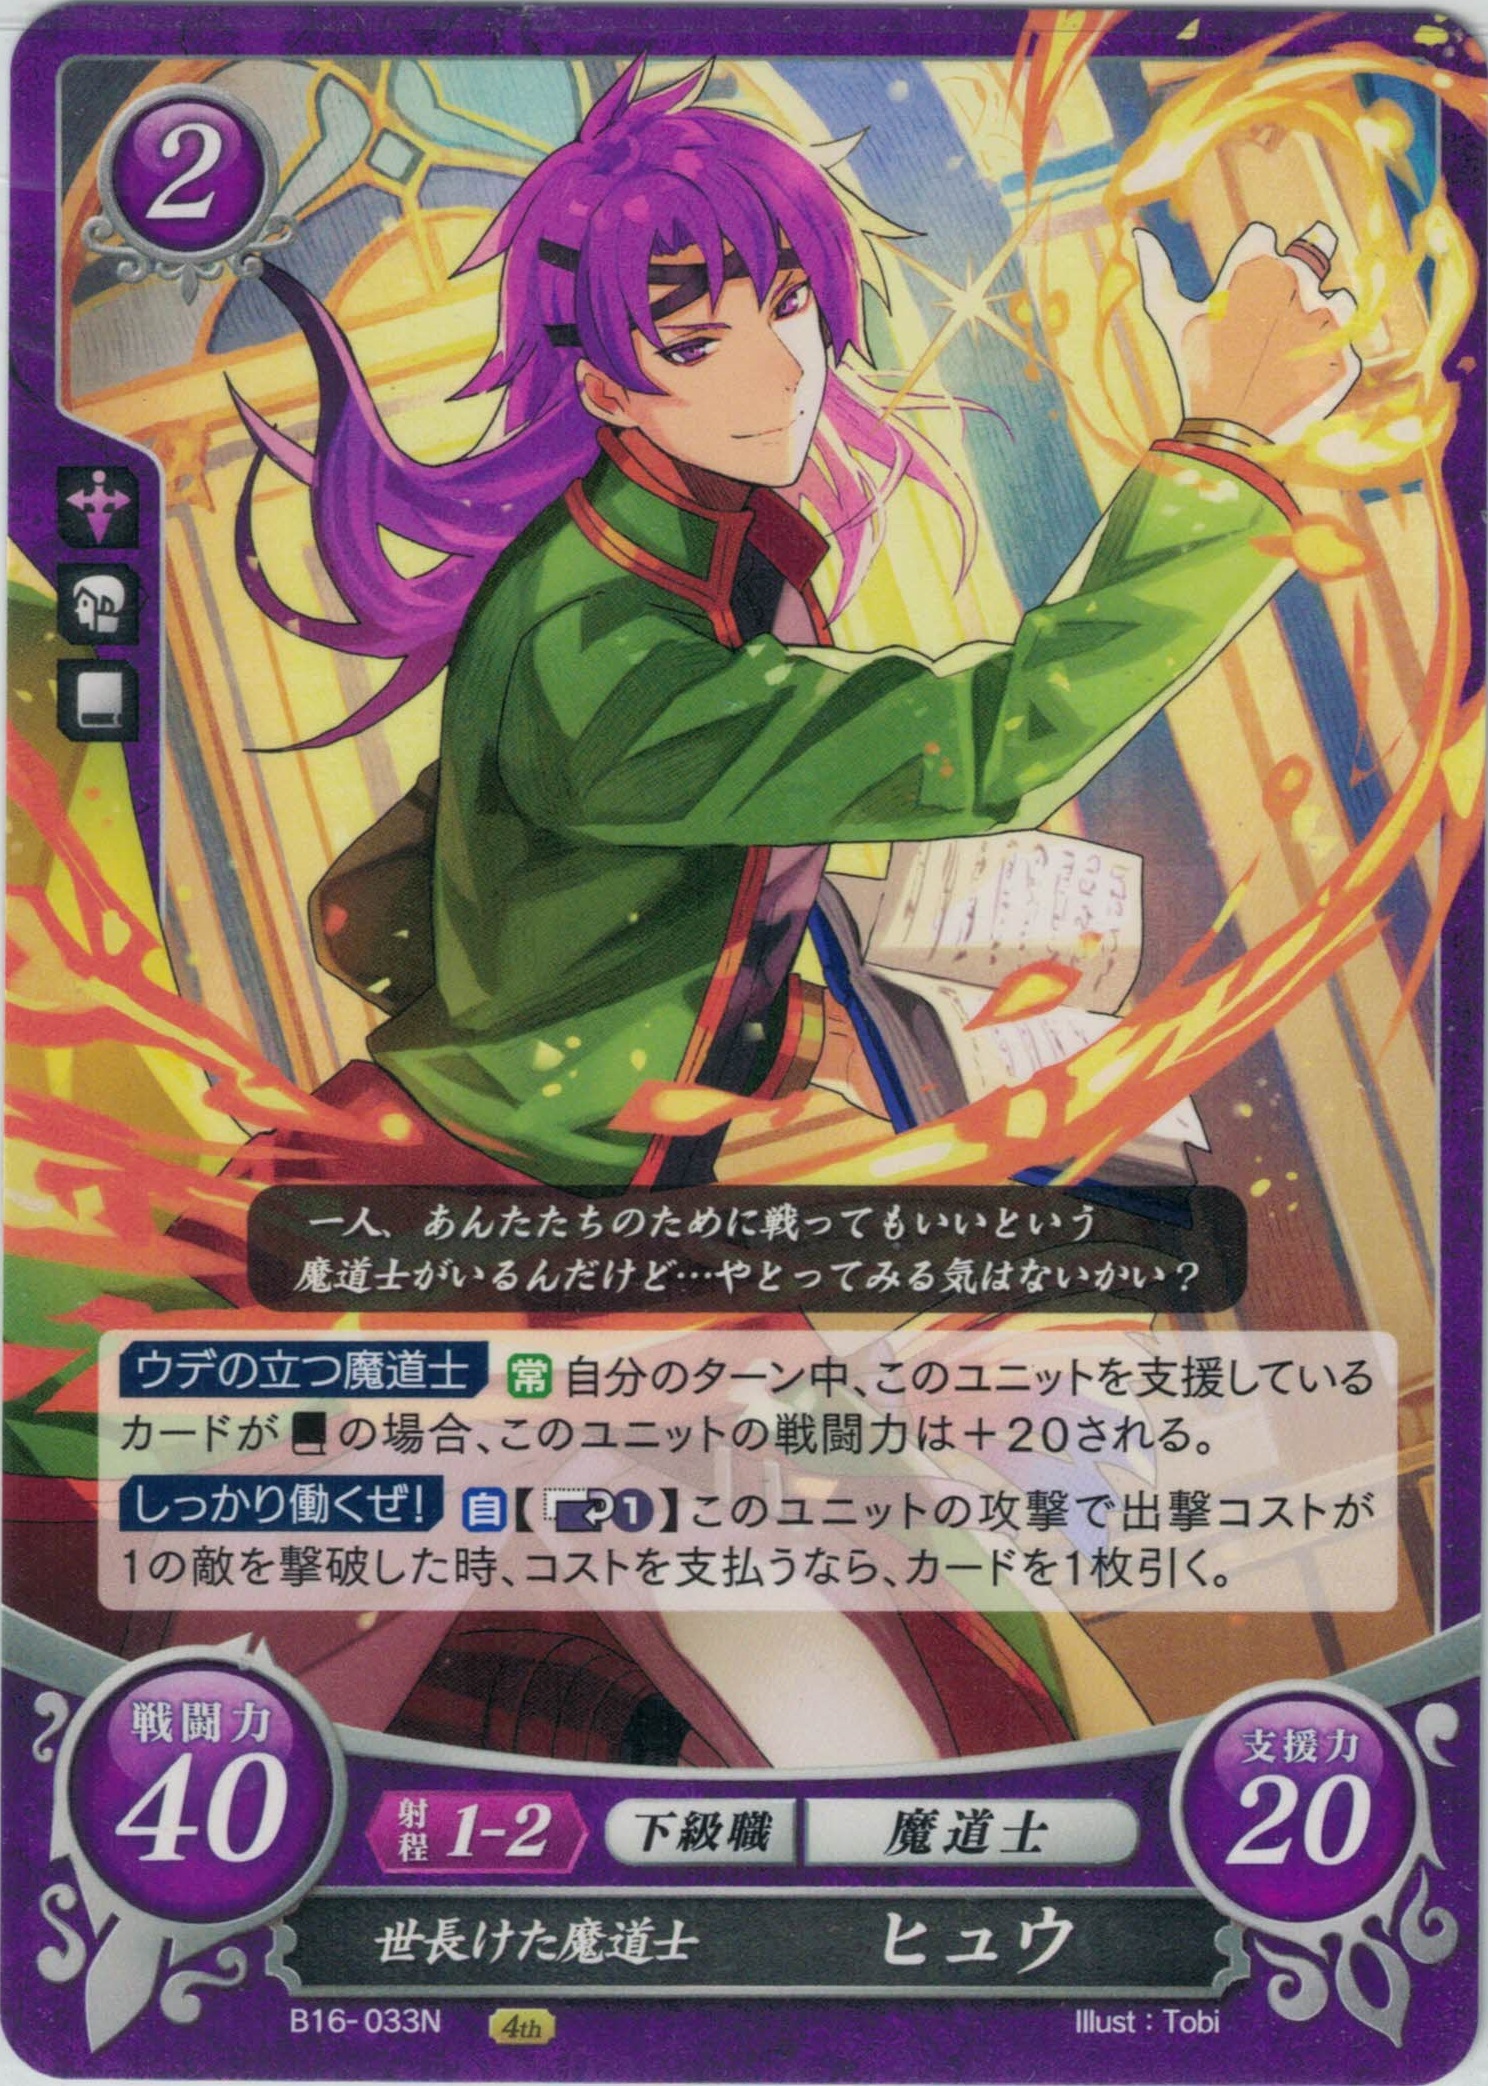 2
一人、あんたたちのために戦ってもいいという
魔道士がいるんだけど…やとってみる気はないかい？
ウデの立つ魔道士 常 自分のターン中、このユニットを支援している
カードが の場合、このユニットの戦闘力は＋20される。
しっかり働くぜ！ 自【 1】このユニットの攻撃で出撃コストが
1の敵を撃破した時、コストを支払うなら、カードを1枚引く。
戦闘力
40
射程 1-2
下級職 魔道士
支援力
20
世長けた魔道士 ヒュウ
B16-033N 4th Illust：Tobi